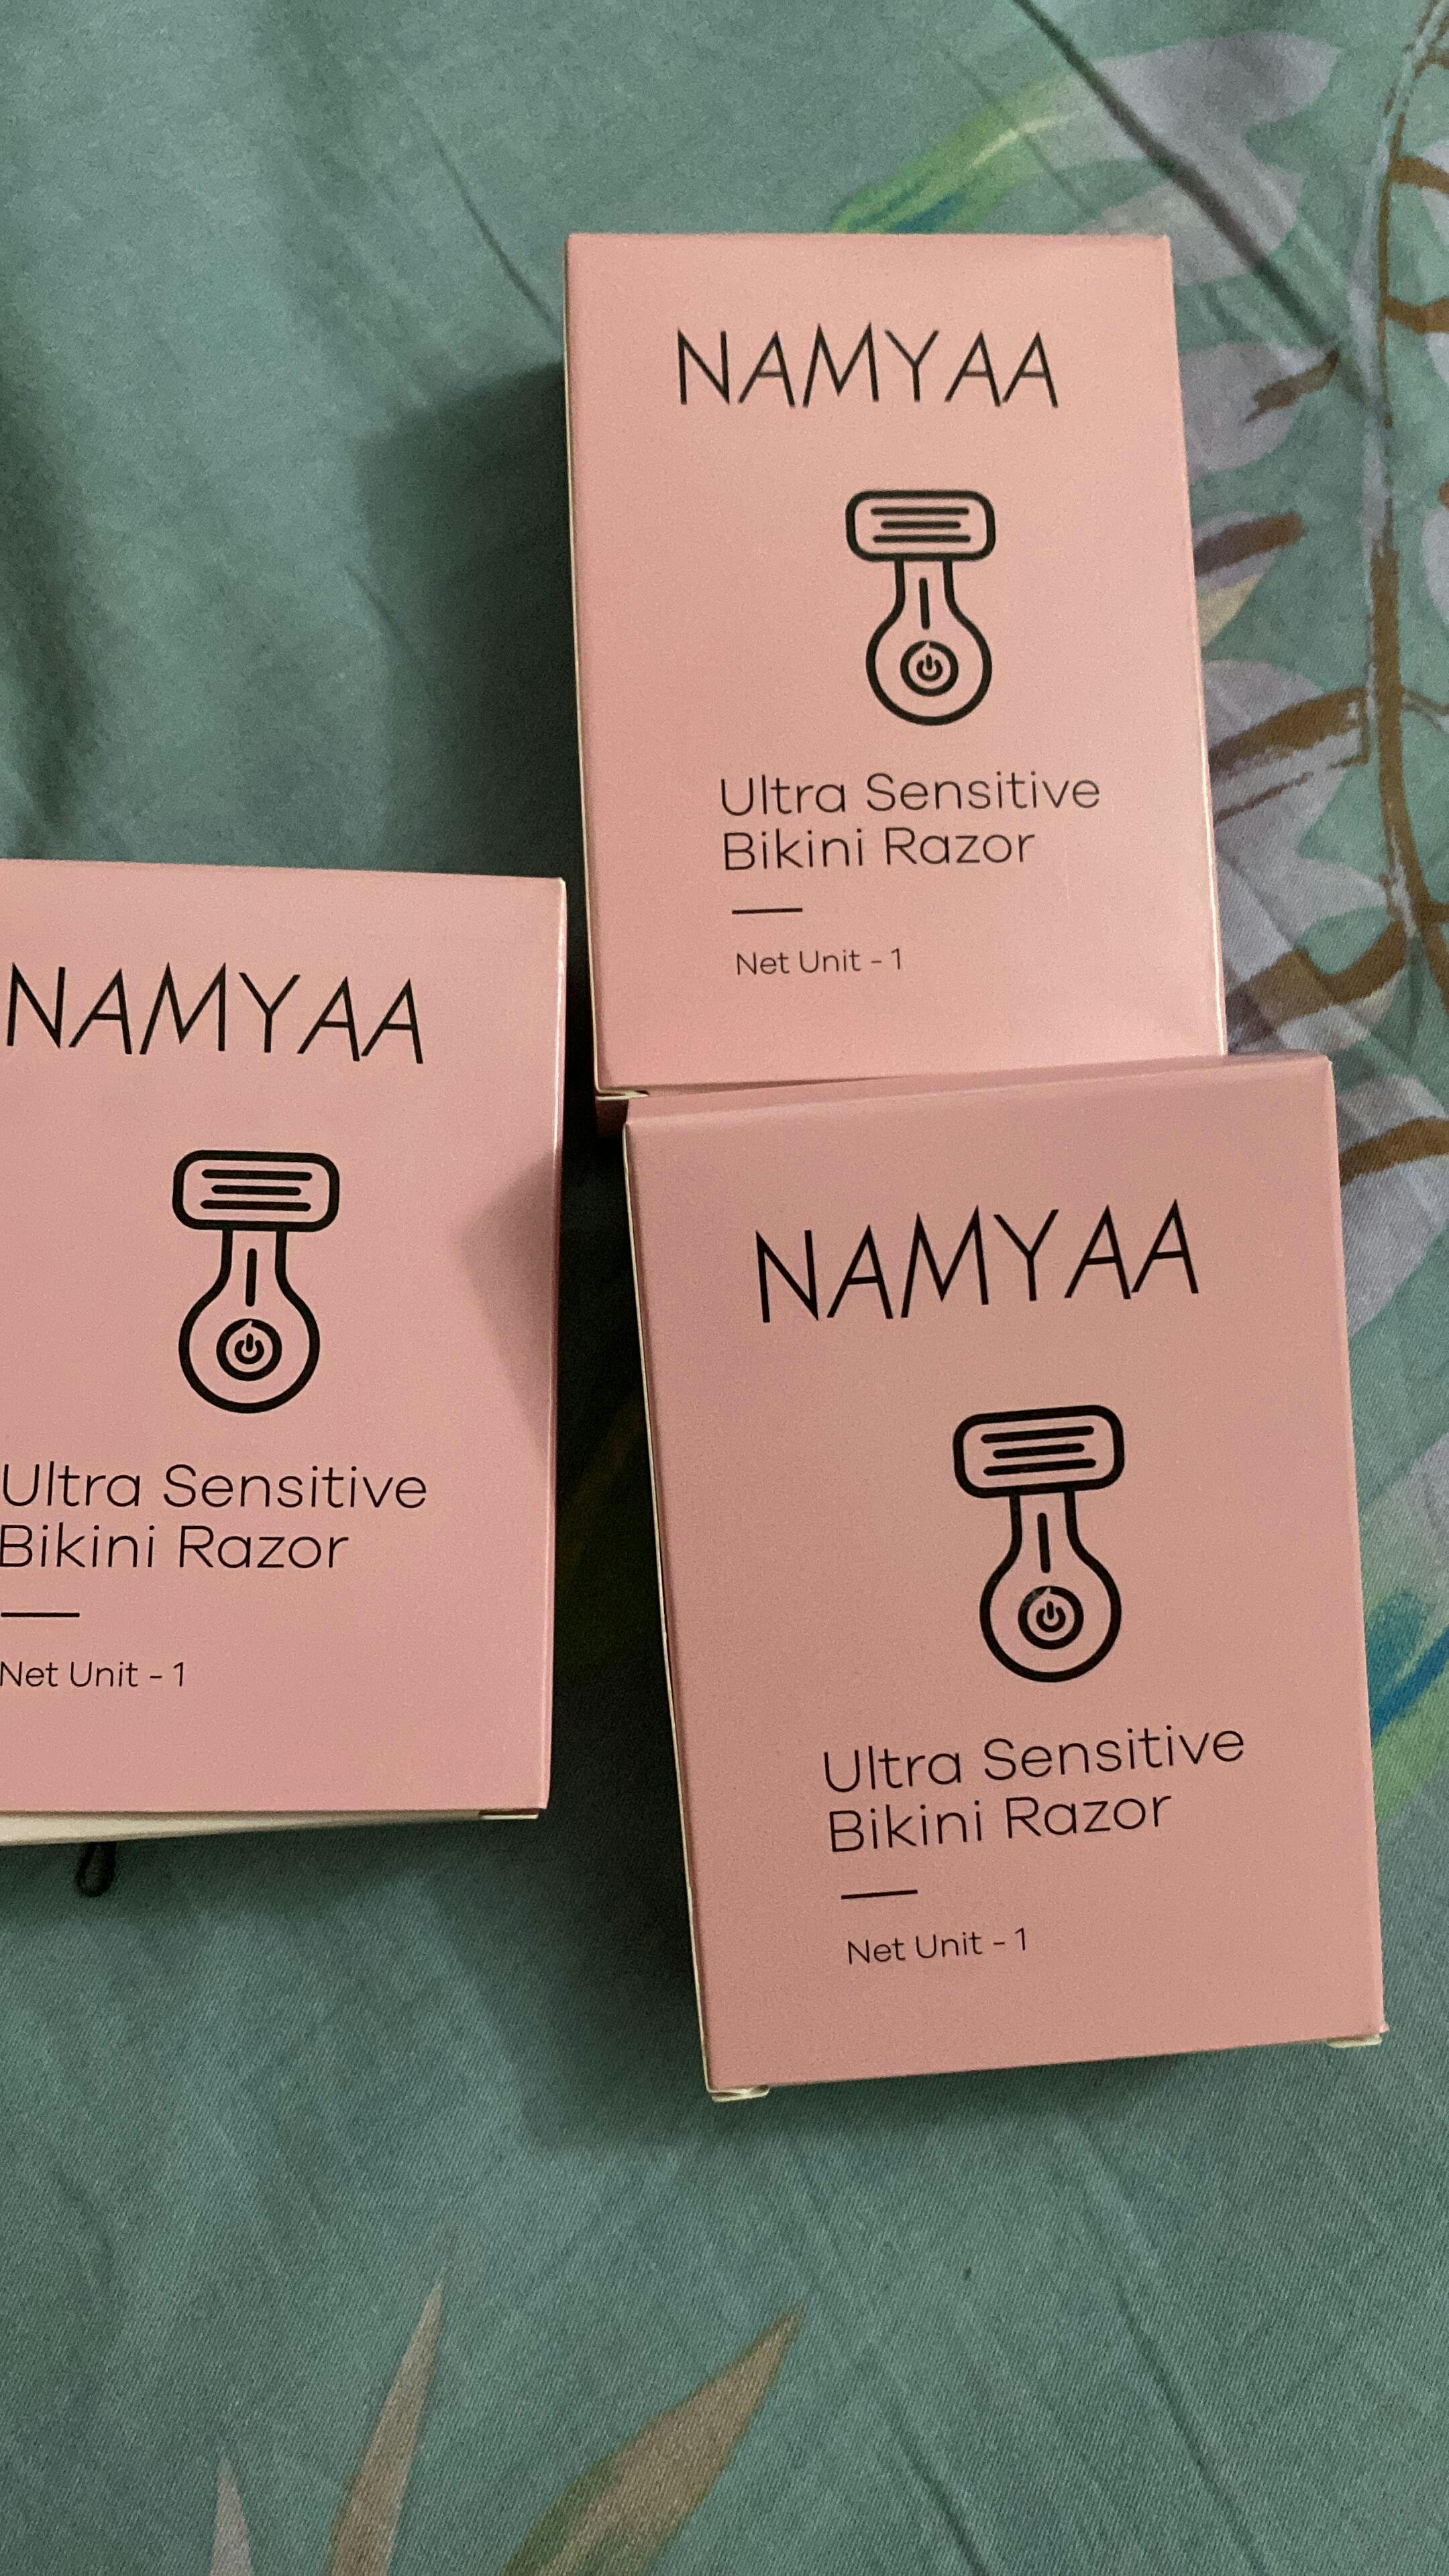 NAMYAA
Ultra Sensitive
Bikini Razor
Net Unit - 1
NAMYAA
Ultra Sensitive
Bikini Razor
Net Unit - 1
NAMYAA
Ultra Sensitive
Bikini Razor
Net Unit - 1